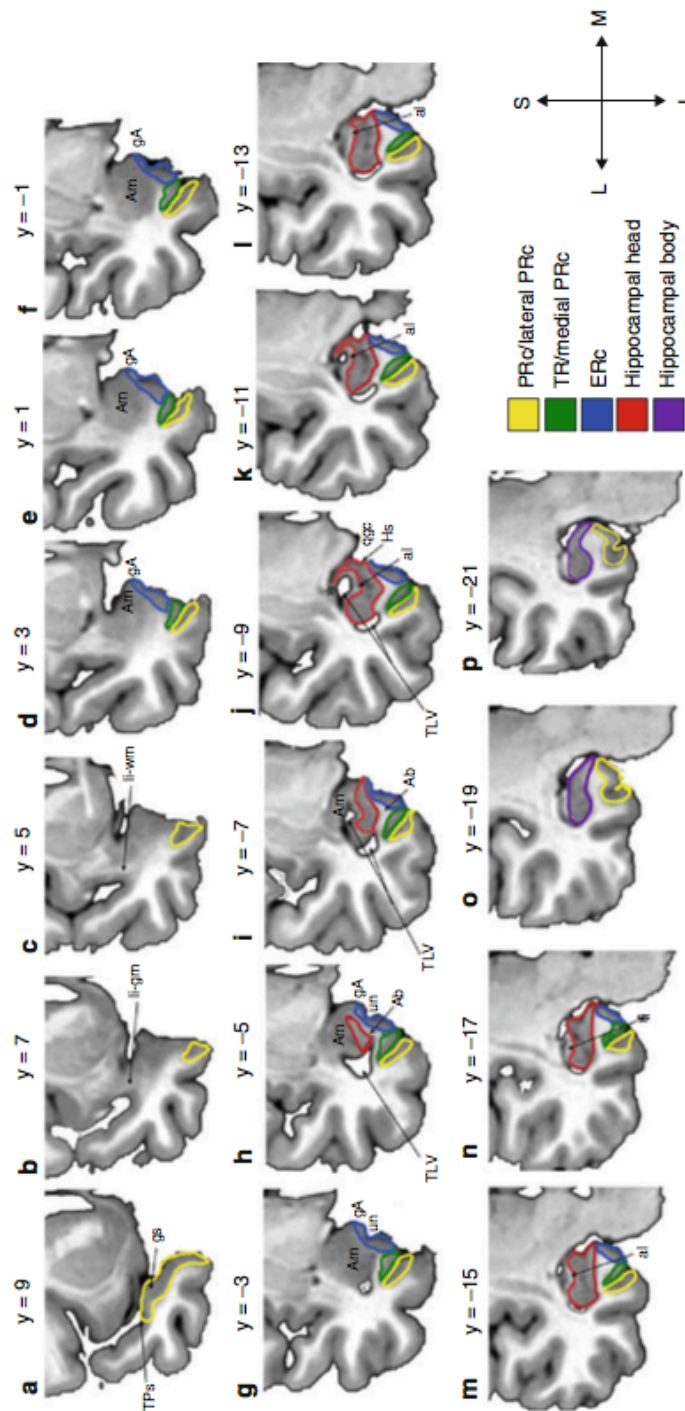 a y = 9
TPs
gs
b y = 7
li-gm
c y = 5
li-wm
d y = 3
Am
gA
e y = 1
Am
gA
f y = −1
Am
gA
g y = −3
Am
gA
un
h y = −5
TLV
Am
gA
un
Ab
i y = −7
TLV
Am
Ab
j y = −9
TLV
qgc
Hs
al
k y = −11
al
l y = −13
al
m y = −15
al
n y = −17
o y = −19
p y = −21
PRc/lateral PRc
TR/medial PRc
ERc
Hippocampal head
Hippocampal body
S
L
M
I